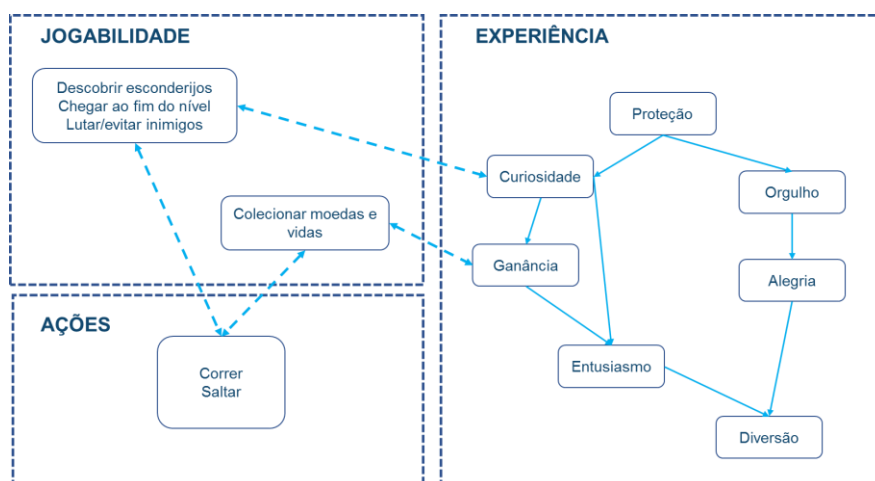 JOGABILIDADE
Descobrir esconderijos
Chegar ao fim do nível
Lutar/evitar inimigos
Colecionar moedas e
vidas
AÇÕES
Correr
Saltar
EXPERIÊNCIA
Proteção
Curiosidade
Orgulho
Ganância
Alegria
Entusiasmo
Diversão